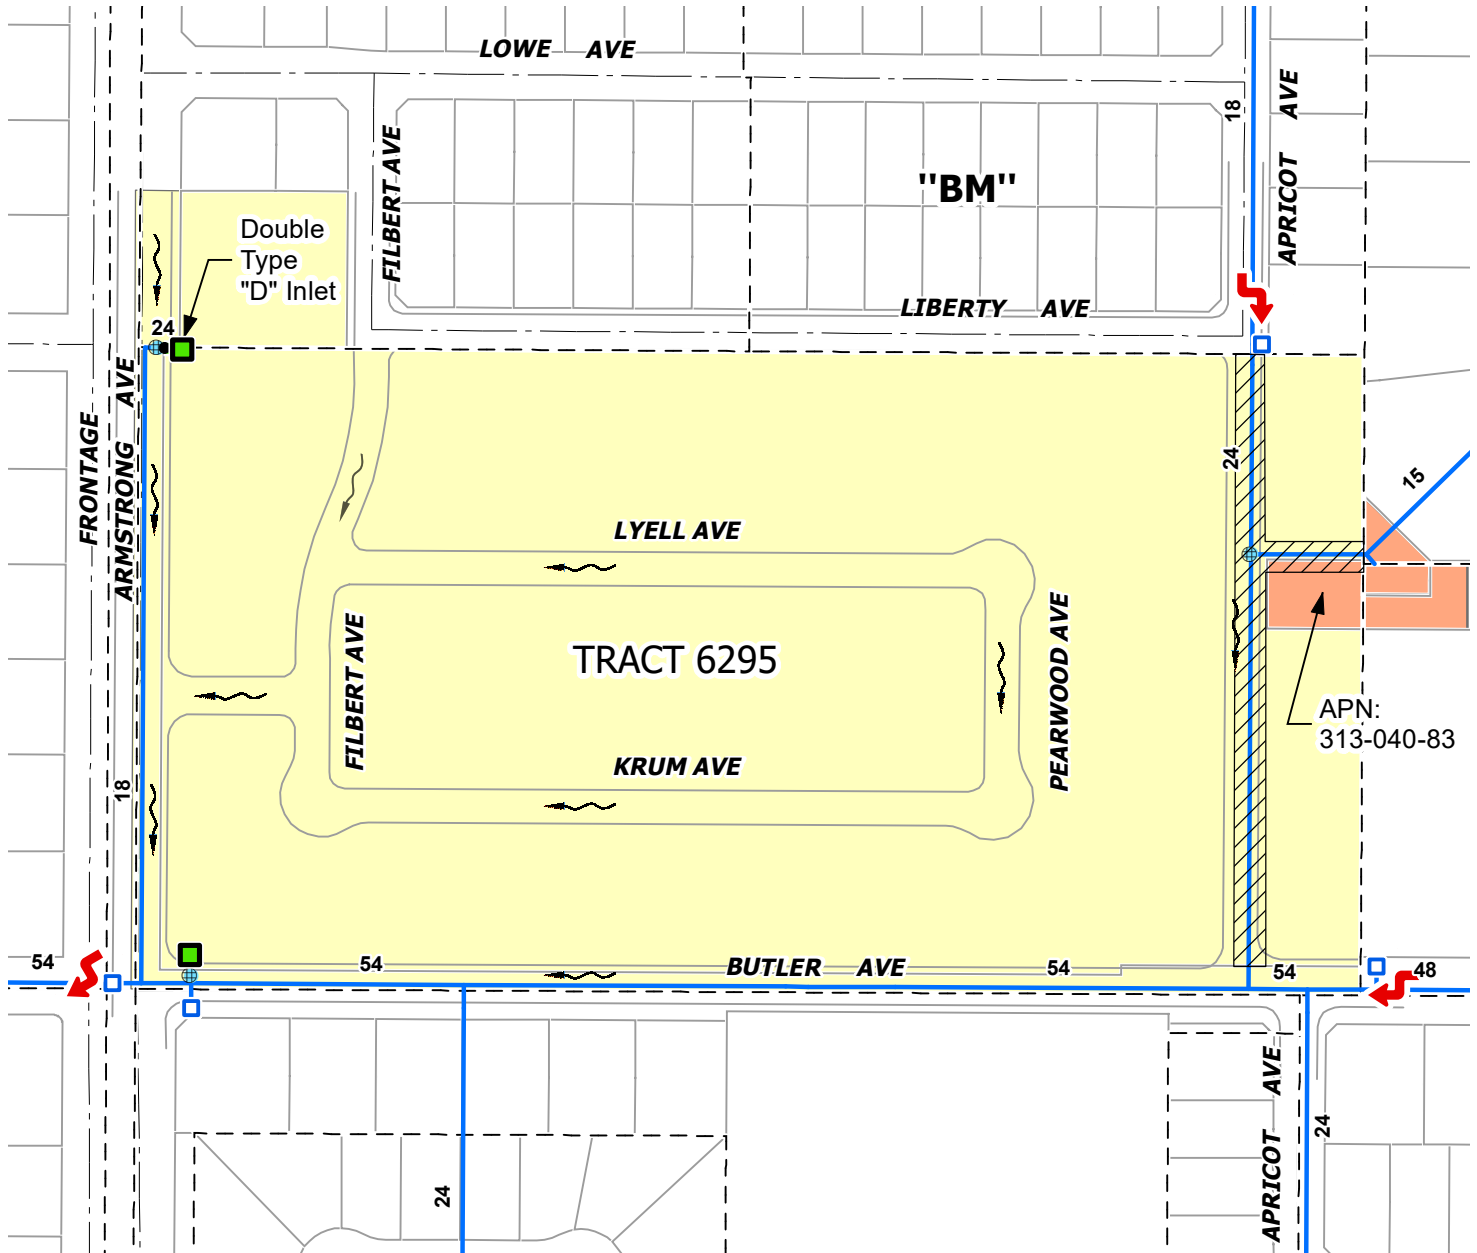 LOWE AVE
18
APRICOT AVE
FILBERT AVE
"BM"
Double
Type
"D" Inlet
LIBERTY AVE
24
FRONTAGE
ARMSTRONG AVE
24
15
LYELL AVE
TRACT 6295
FILBERT AVE
PEARWOOD AVE
APN:
313-040-83
KRUM AVE
18
54
54
BUTLER AVE
54
54
48
APRICOT AVE
24
24